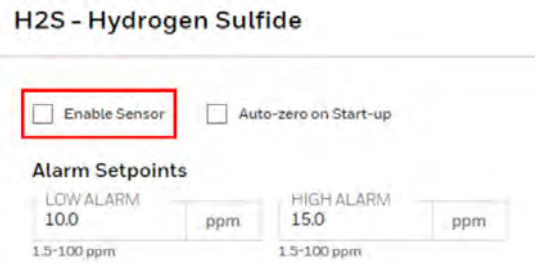 H2S - Hydrogen Sulfide
Enable Sensor Auto-zero on Start-up
Alarm Setpoints
LOW ALARM HIGH ALARM
10.0 ppm 15.0 ppm
1.5-100 ppm 1.5-100 ppm